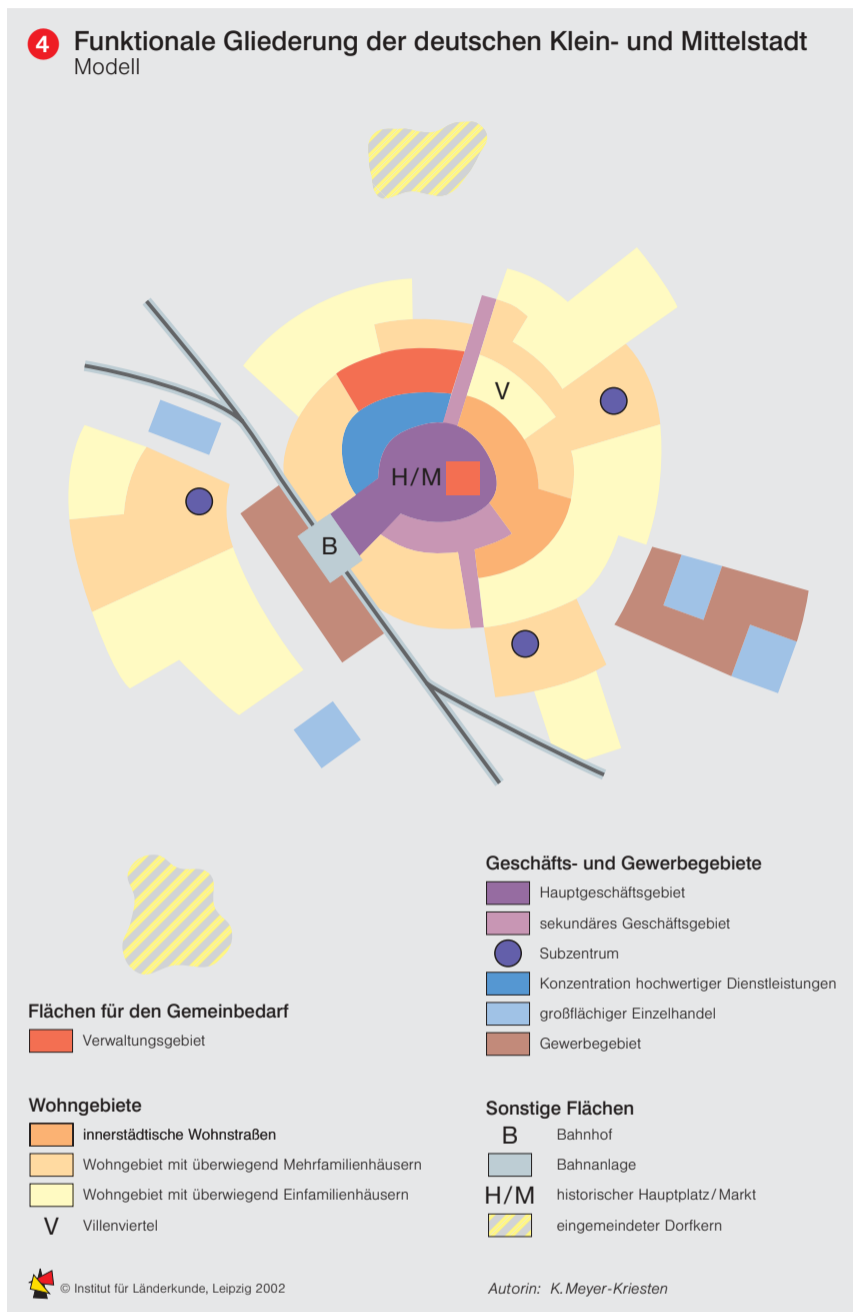 4 Funktionale Gliederung der deutschen Klein- und Mittelstadt
Modell
V
H/M
B
Flächen für den Gemeinbedarf
Verwaltungsgebiet
Wohngebiete
innerstädtische Wohnstraßen
Wohngebiet mit überwiegend Mehrfamilienhäusern
Wohngebiet mit überwiegend Einfamilienhäusern
V Villenviertel
Geschäfts- und Gewerbegebiete
Hauptgeschäftsgebiet
sekundäres Geschäftsgebiet
Subzentrum
Konzentration hochwertiger Dienstleistungen
großflächiger Einzelhandel
Gewerbegebiet
Sonstige Flächen
B Bahnhof
Bahnanlage
H/M historischer Hauptplatz/Markt
eingemeindeter Dorfkern
© Institut für Länderkunde, Leipzig 2002
Autorin: K.Meyer-Kriesten